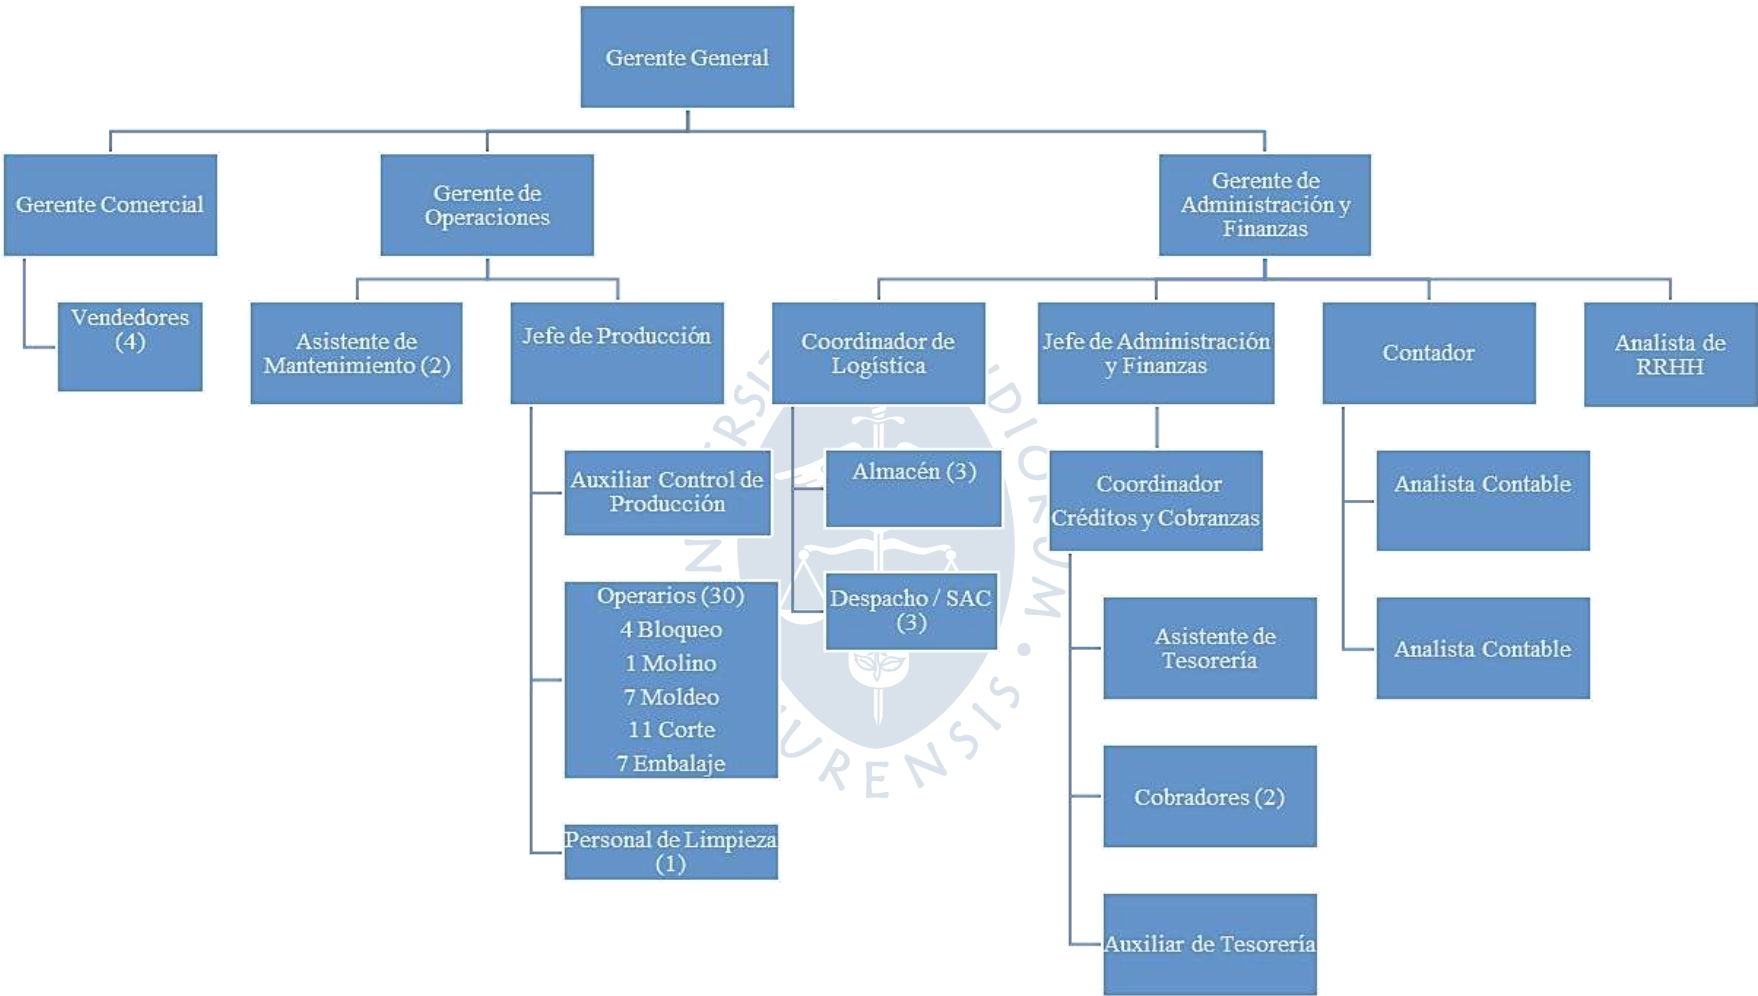 Gerente General
Gerente Comercial
Gerente de
Operaciones
Gerente de
Administración y
Finanzas
Vendedores
(4)
Asistente de
Mantenimiento (2)
Jefe de Producción
Coordinador de
Logística
Jefe de Administración
y Finanzas
Contador
Analista de
RRHH
Auxiliar Control de
Producción
Almacén (3)
Coordinador
Créditos y Cobranzas
Analista Contable
Operarios (30)
4 Bloqueo
1 Molino
7 Moldeo
11 Corte
7 Embalaje
Despacho / SAC
(3)
Asistente de
Tesorería
Analista Contable
Personal de Limpieza
(1)
Cobradores (2)
Auxiliar de Tesorería